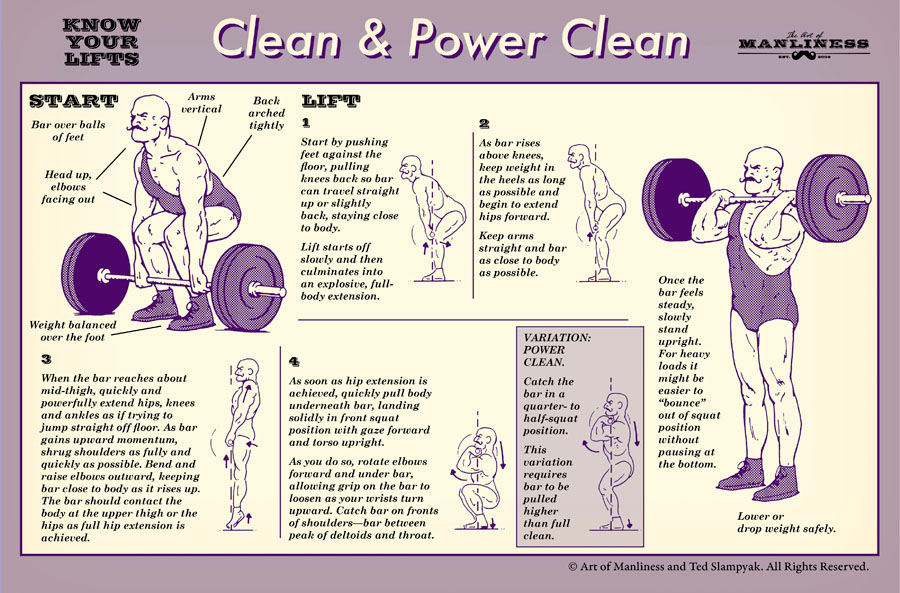 KNOW
YOUR
LIFTS
Clean & Power Clean
The Art of
MANLINESS
EST. 2008
START
Bar over balls
of feet
Head up,
elbows
facing out
Arms
vertical
Back
arched
tightly
Weight balanced
over the foot
LIFT
1
Start by pushing
feet against the
floor, pulling
knees back so bar
can travel straight
up or slightly
back, staying close
to body.
Lift starts off
slowly and then
culminates into
an explosive, full-
body extension.
2
As bar rises
above knees,
keep weight in
the heels as long
as possible and
begin to extend
hips forward.
Keep arms
straight and bar
as close to body
as possible.
3
When the bar reaches about
mid-thigh, quickly and
powerfully extend hips, knees
and ankles as if trying to
jump straight off floor. As bar
gains upward momentum,
shrug shoulders as fully and
quickly as possible. Bend and
raise elbows outward, keeping
bar close to body as it rises up.
The bar should contact the
body at the upper thigh or the
hips as full hip extension is
achieved.
4
As soon as hip extension is
achieved, quickly pull body
underneath bar, landing
solidly in front squat
position with gaze forward
and torso upright.
As you do so, rotate elbows
forward and under bar,
allowing grip on the bar to
loosen as your wrists turn
upward. Catch bar on fronts
of shoulders—bar between
peak of deltoids and throat.
VARIATION:
POWER
CLEAN.
Catch the
bar in a
quarter- to
half-squat
position.
This
variation
requires
bar to be
pulled
higher
than full
clean.
Once the
bar feels
steady,
slowly
stand
upright.
For heavy
loads it
might be
easier to
“bounce”
out of squat
position
without
pausing at
the bottom.
Lower or
drop weight safely.
© Art of Manliness and Ted Slampyak. All Rights Reserved.